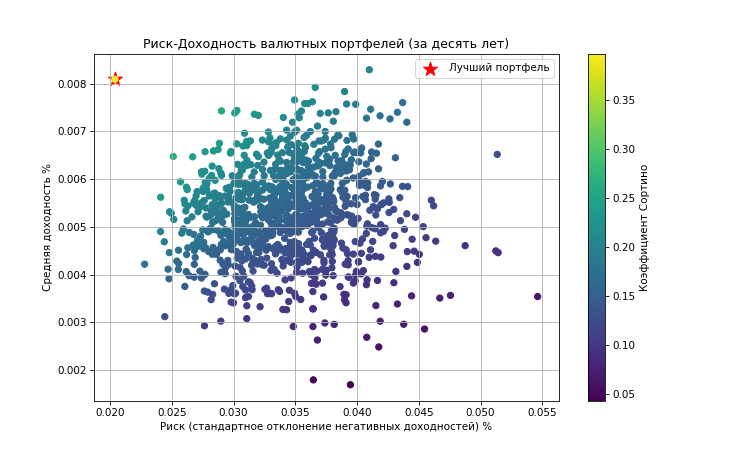 Риск-Доходность валютных портфелей (за десять лет)
Лучший портфель
0.008
0.007
0.006
0.005
0.004
0.003
0.002
Средняя доходность %
0.020 0.025 0.030 0.035 0.040 0.045 0.050 0.055
Риск (стандартное отклонение негативных доходностей) %
0.35
0.30
0.25
0.20
0.15
0.10
0.05
Коэффициент Сортино